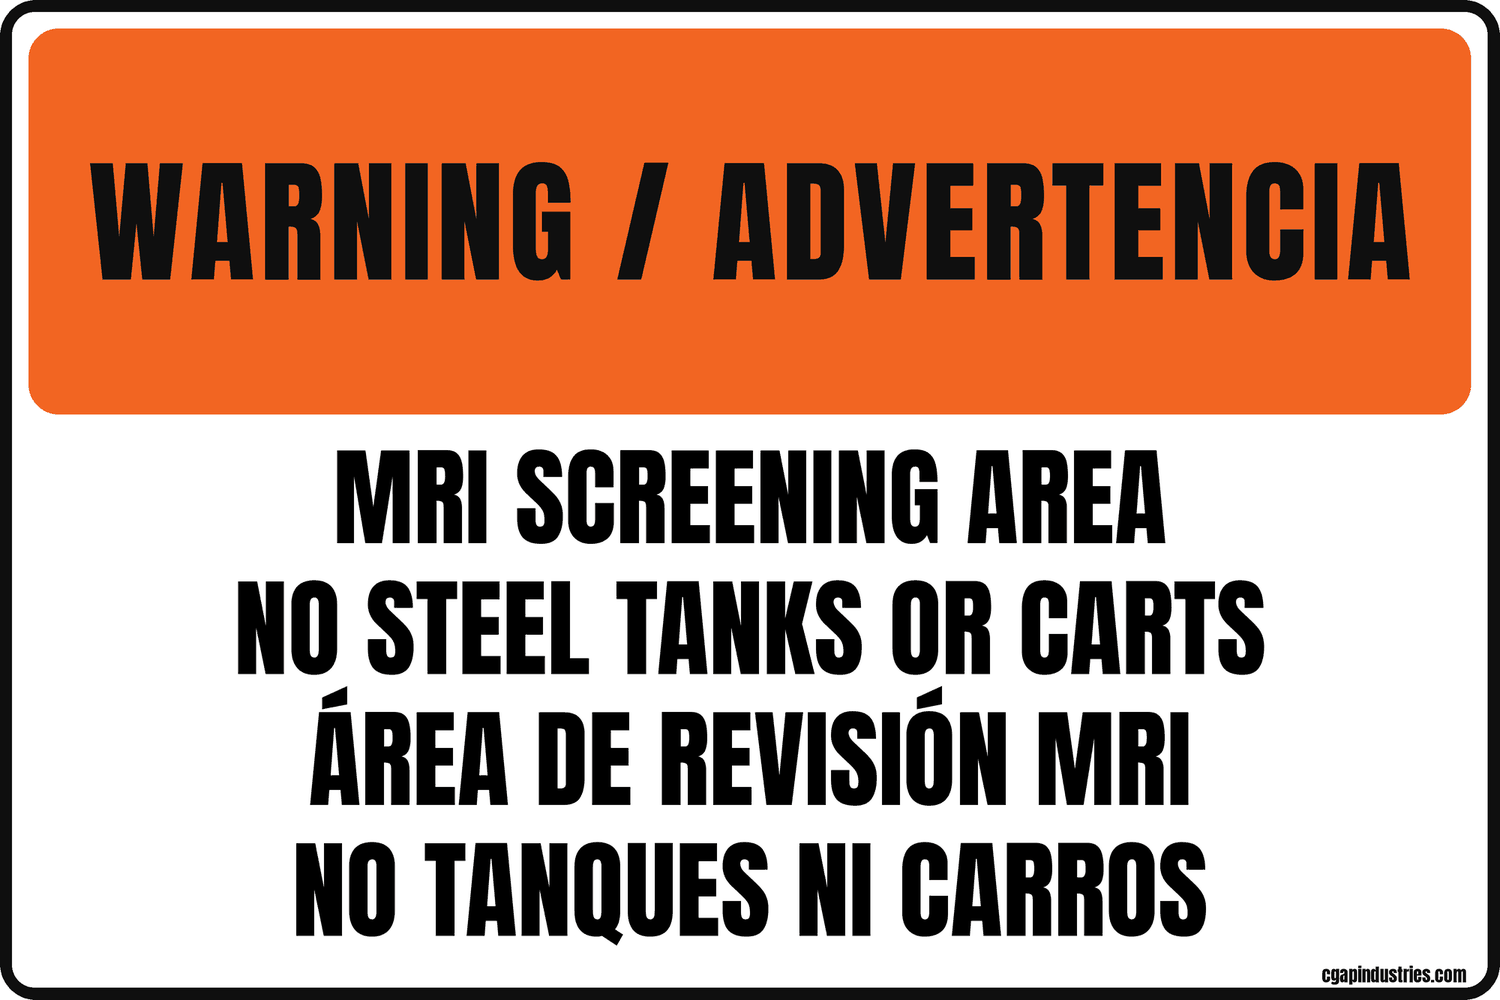 WARNING / ADVERTENCIA
MRI SCREENING AREA
NO STEEL TANKS OR CARTS
ÁREA DE REVISIÓN MRI
NO TANQUES NI CARROS
cgapindustries.com